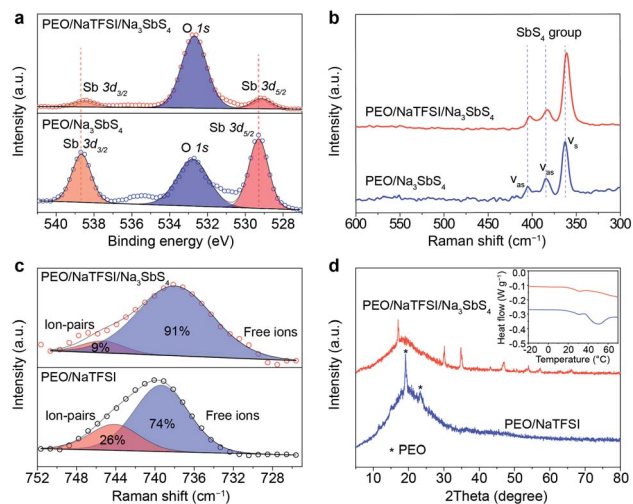 a
PEO/NaTFSI/Na₃SbS₄
O 1s
Sb 3d₃/₂
Sb 3d₅/₂
PEO/Na₃SbS₄
Sb 3d₃/₂
O 1s
Sb 3d₅/₂
Intensity (a.u.)
540 538 536 534 532 530 528
Binding energy (eV)
b
SbS₄ group
PEO/NaTFSI/Na₃SbS₄
PEO/Na₃SbS₄
vas
vas
vs
Intensity (a.u.)
600 550 500 450 400 350 300
Raman shift (cm⁻¹)
c
PEO/NaTFSI/Na₃SbS₄
Ion-pairs
9%
91%
Free ions
PEO/NaTFSI
Ion-pairs
26%
74%
Free ions
Intensity (a.u.)
752 748 744 740 736 732 728
Raman shift (cm⁻¹)
d
PEO/NaTFSI/Na₃SbS₄
*
*
PEO/NaTFSI
* PEO
Intensity (a.u.)
10 20 30 40 50 60 70 80
2Theta (degree
Heat flow (W g⁻¹)
0.0
-0.1
-0.2
-0.3
-0.4
-0.5
-20 0 20 40 60
Temperature (°C)